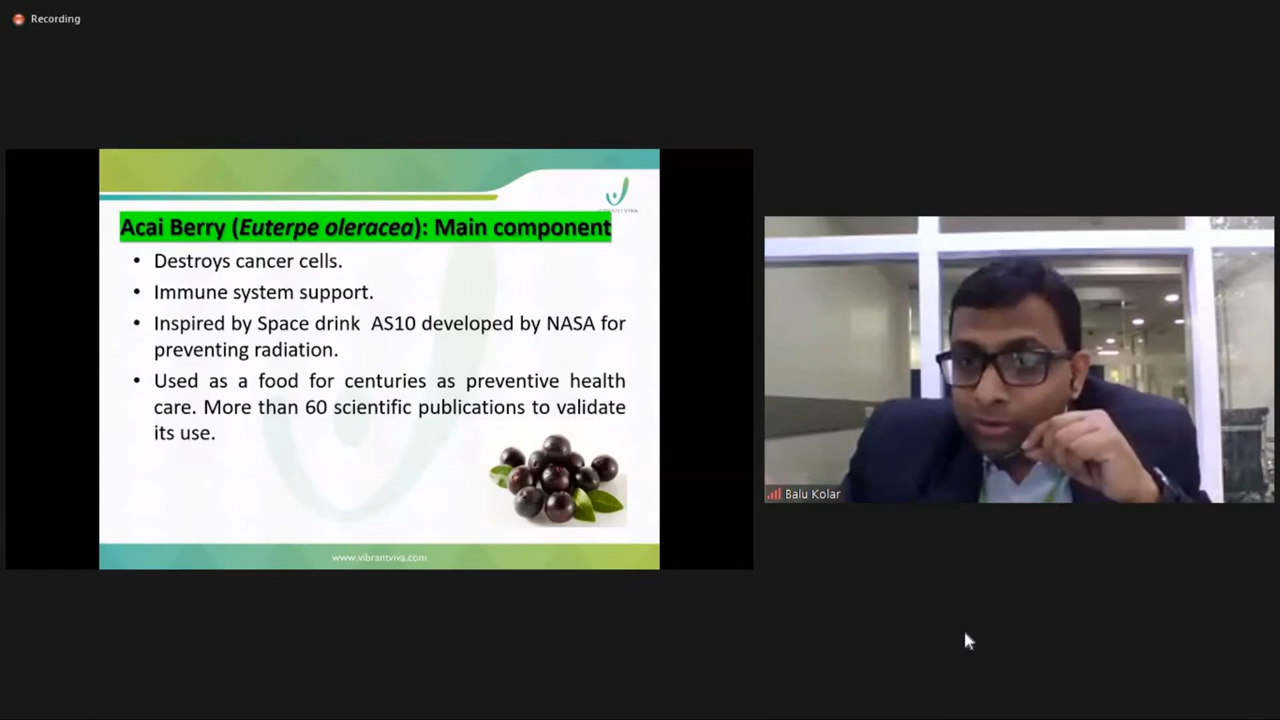 Recording
Acai Berry (Euterpe oleracea): Main component
• Destroys cancer cells.
• Immune system support.
• Inspired by Space drink AS10 developed by NASA for
preventing radiation.
• Used as a food for centuries as preventive health
care. More than 60 scientific publications to validate
its use.
www.vibrantviva.com
Balu Kolar